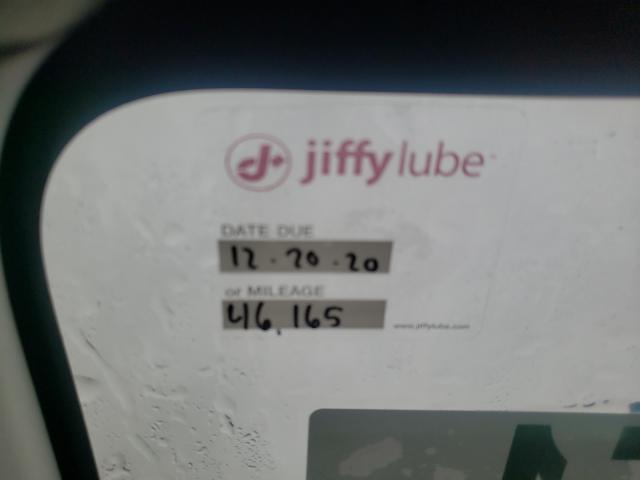 jiffy lube
DATE DUE
12.20.20
or MILEAGE
46,165
www.jiffylube.com